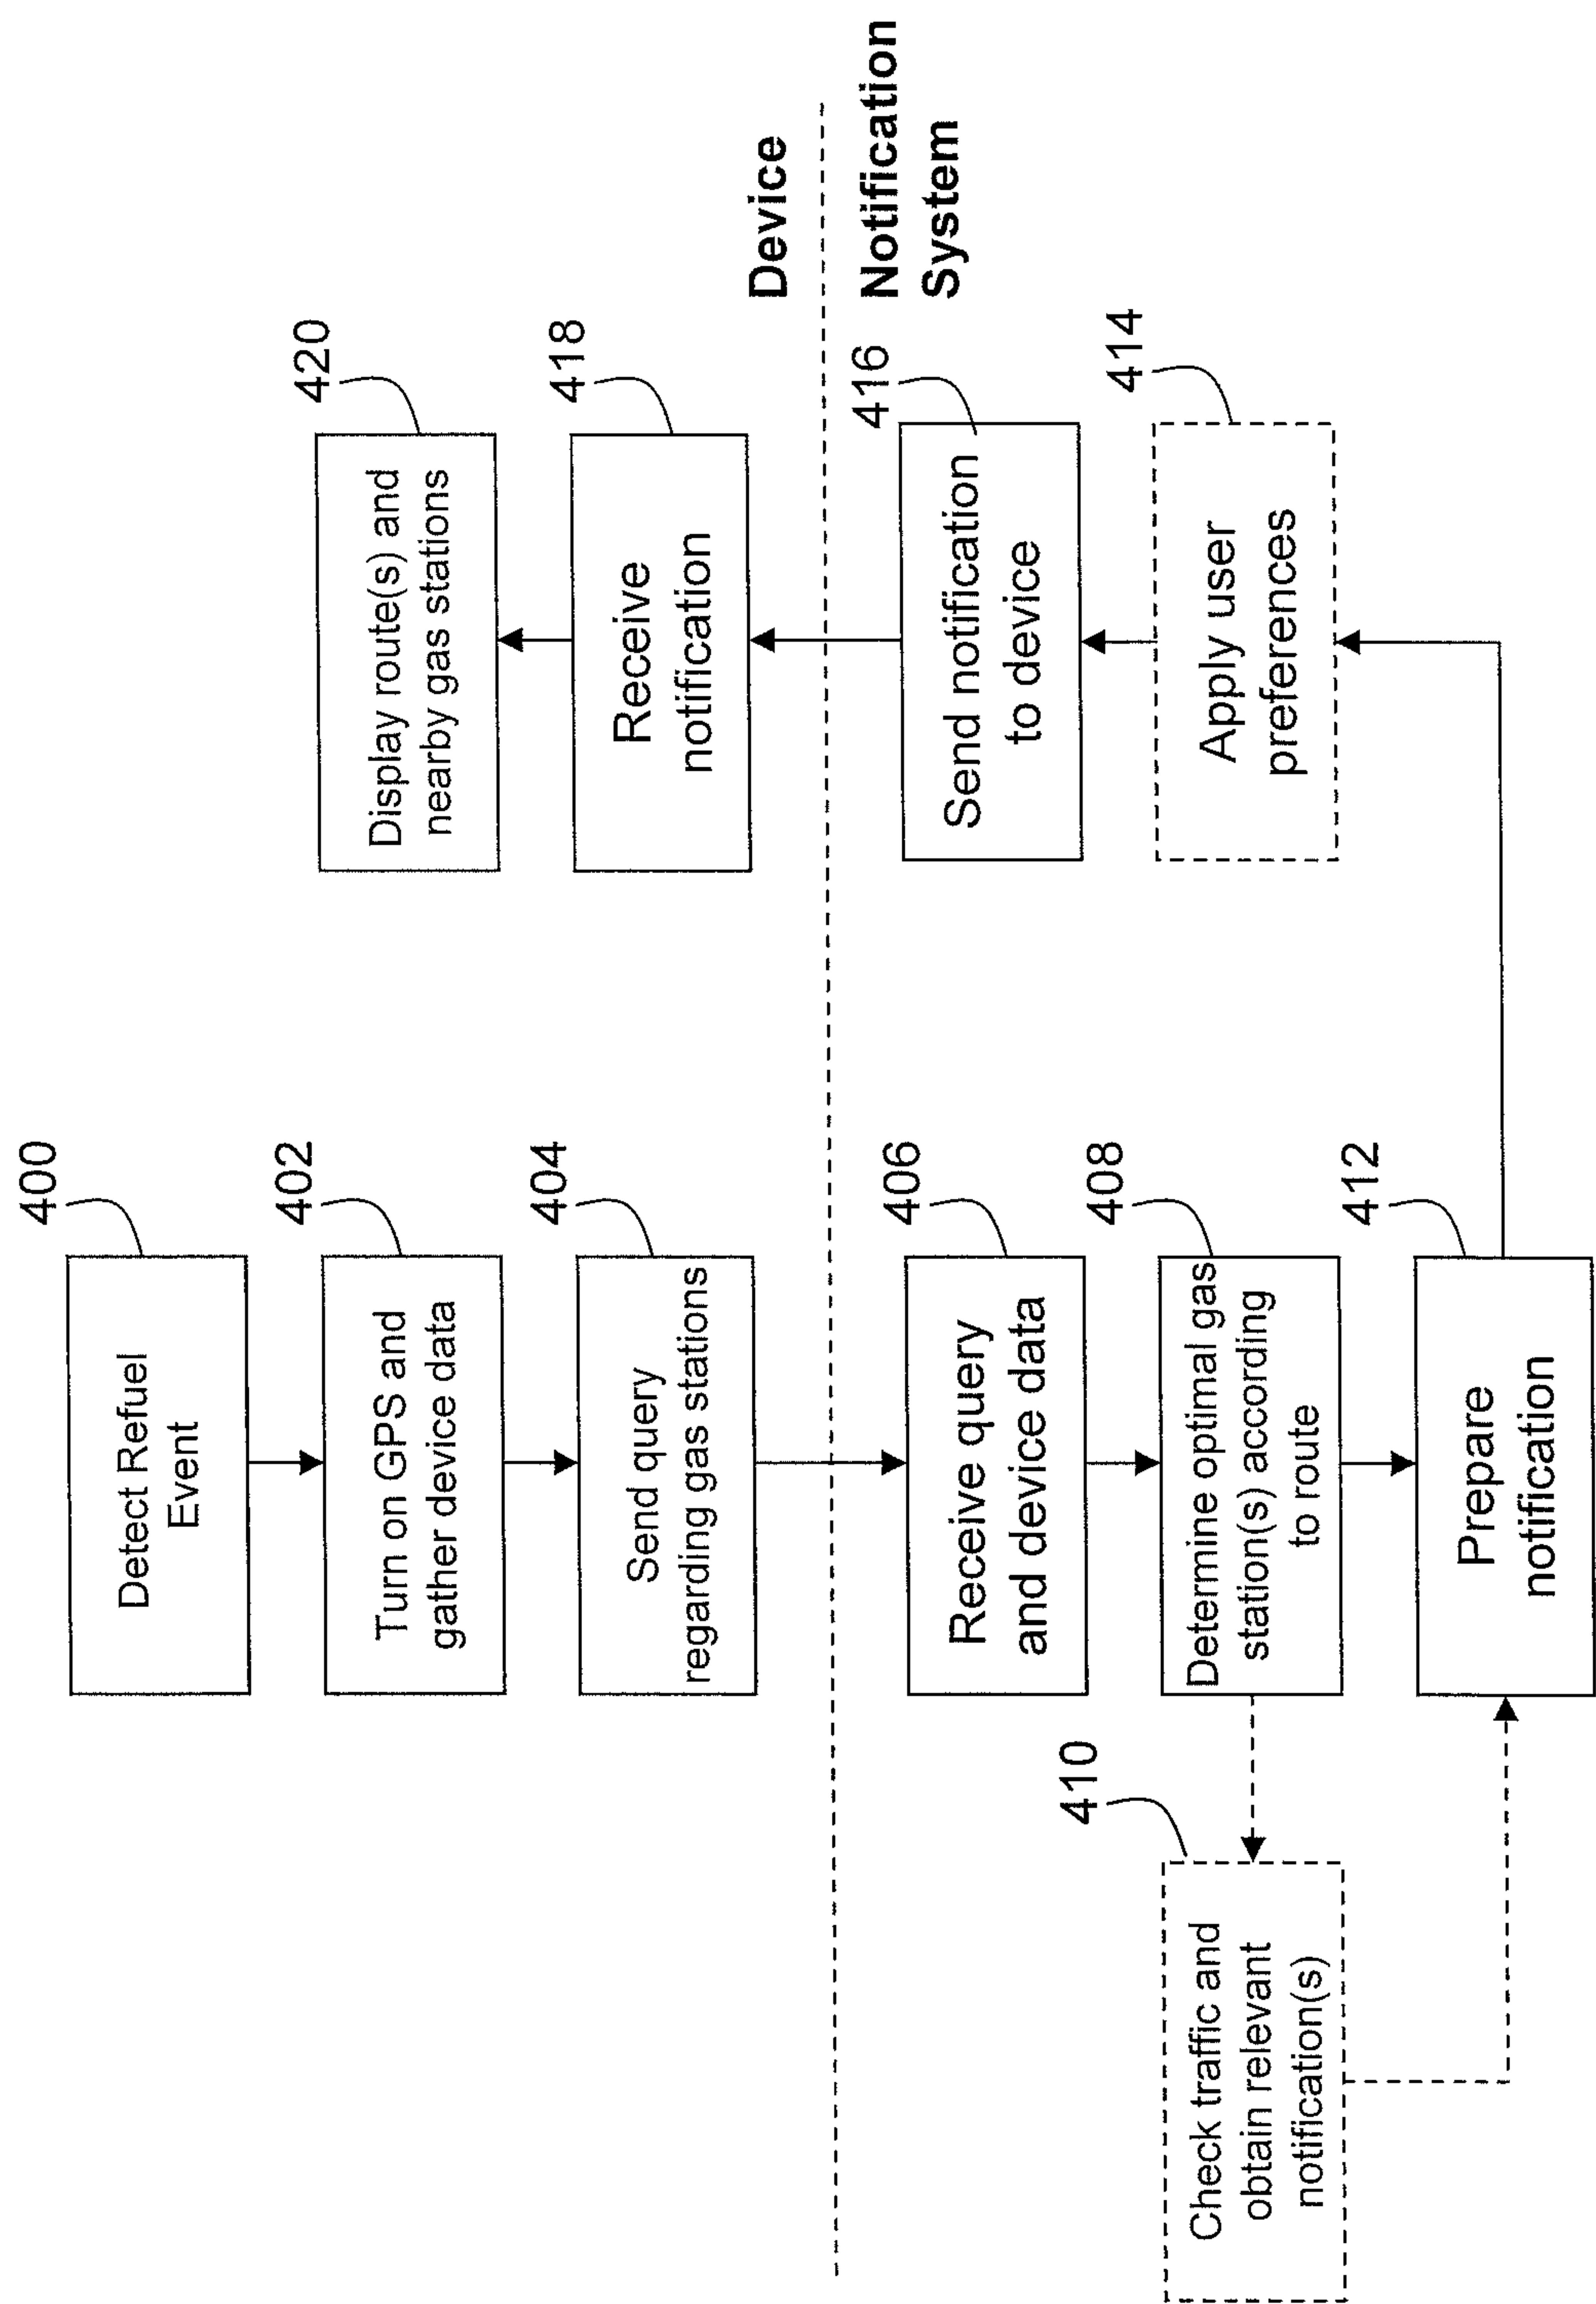 400
Detect Refuel
Event
402
Turn on GPS and
gather device data
404
Send query
regarding gas stations
406
Receive query
and device data
408
Determine optimal gas
station(s) according
to route
410
Check traffic and
obtain relevant
notification(s)
412
Prepare
notification
414
Apply user
preferences
416
Send notification
to device
418
Receive
notification
420
Display route(s) and
nearby gas stations
Device
Notification
System